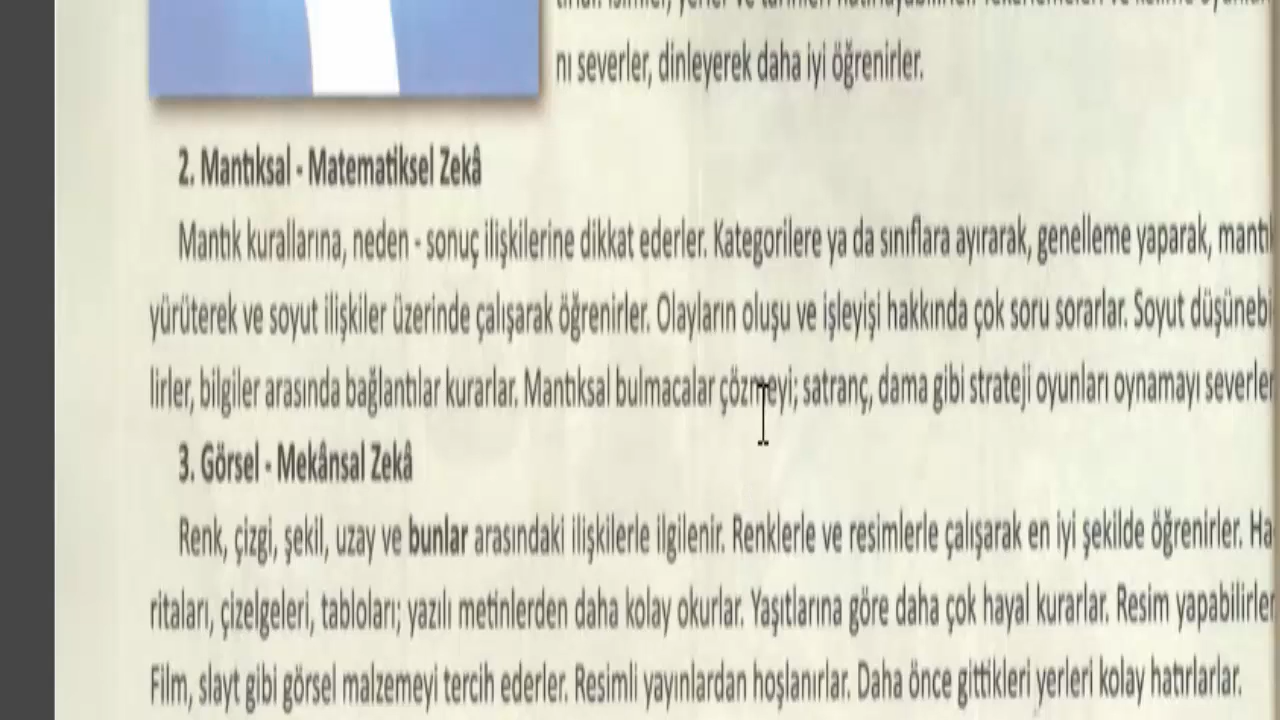 nı severler, dinleyerek daha iyi öğrenirler.
2. Mantıksal - Matematiksel Zekâ
Mantık kurallarına, neden - sonuç ilişkilerine dikkat ederler. Kategorilere ya da sınıflara ayırarak, genelleme yaparak, mantı
yürüterek ve soyut ilişkiler üzerinde çalışarak öğrenirler. Olayların oluşu ve işleyişi hakkında çok soru sorarlar. Soyut düşünebi
lirler, bilgiler arasında bağlantılar kurarlar. Mantıksal bulmacalar çözmeyi; satranç, dama gibi strateji oyunları oynamayı severler
3. Görsel - Mekânsal Zekâ
Renk, çizgi, şekil, uzay ve bunlar arasındaki ilişkilerle ilgilenir. Renklerle ve resimlerle çalışarak en iyi şekilde öğrenirler. Ha
ritaları, çizelgeleri, tabloları; yazılı metinlerden daha kolay okurlar. Yaşıtlarına göre daha çok hayal kurarlar. Resim yapabilirler
Film, slayt gibi görsel malzemeyi tercih ederler. Resimli yayınlardan hoşlanırlar. Daha önce gittikleri yerleri kolay hatırlarlar.